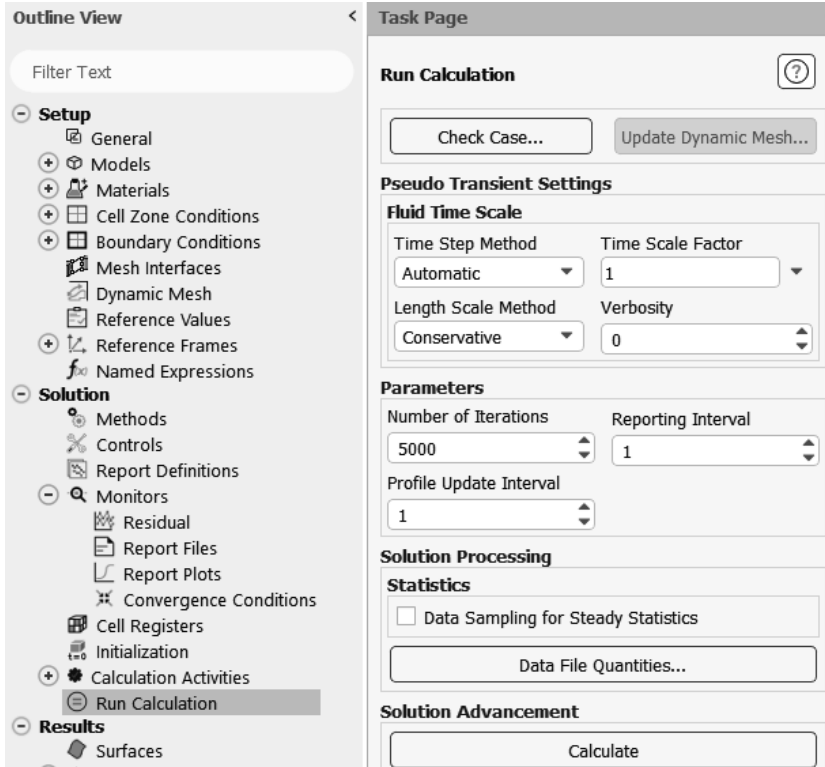 Outline View
<
Filter Text
Setup
General
Models
Materials
Cell Zone Conditions
Boundary Conditions
Mesh Interfaces
Dynamic Mesh
Reference Values
Reference Frames
Named Expressions
Solution
Methods
Controls
Report Definitions
Monitors
Residual
Report Files
Report Plots
Convergence Conditions
Cell Registers
Initialization
Calculation Activities
Run Calculation
Results
Surfaces
Task Page
Run Calculation
?
Check Case... Update Dynamic Mesh...
Pseudo Transient Settings
Fluid Time Scale
Time Step Method Time Scale Factor
Automatic 1
Length Scale Method Verbosity
Conservative 0
Parameters
Number of Iterations Reporting Interval
5000 1
Profile Update Interval
1
Solution Processing
Statistics
Data Sampling for Steady Statistics
Data File Quantities...
Solution Advancement
Calculate